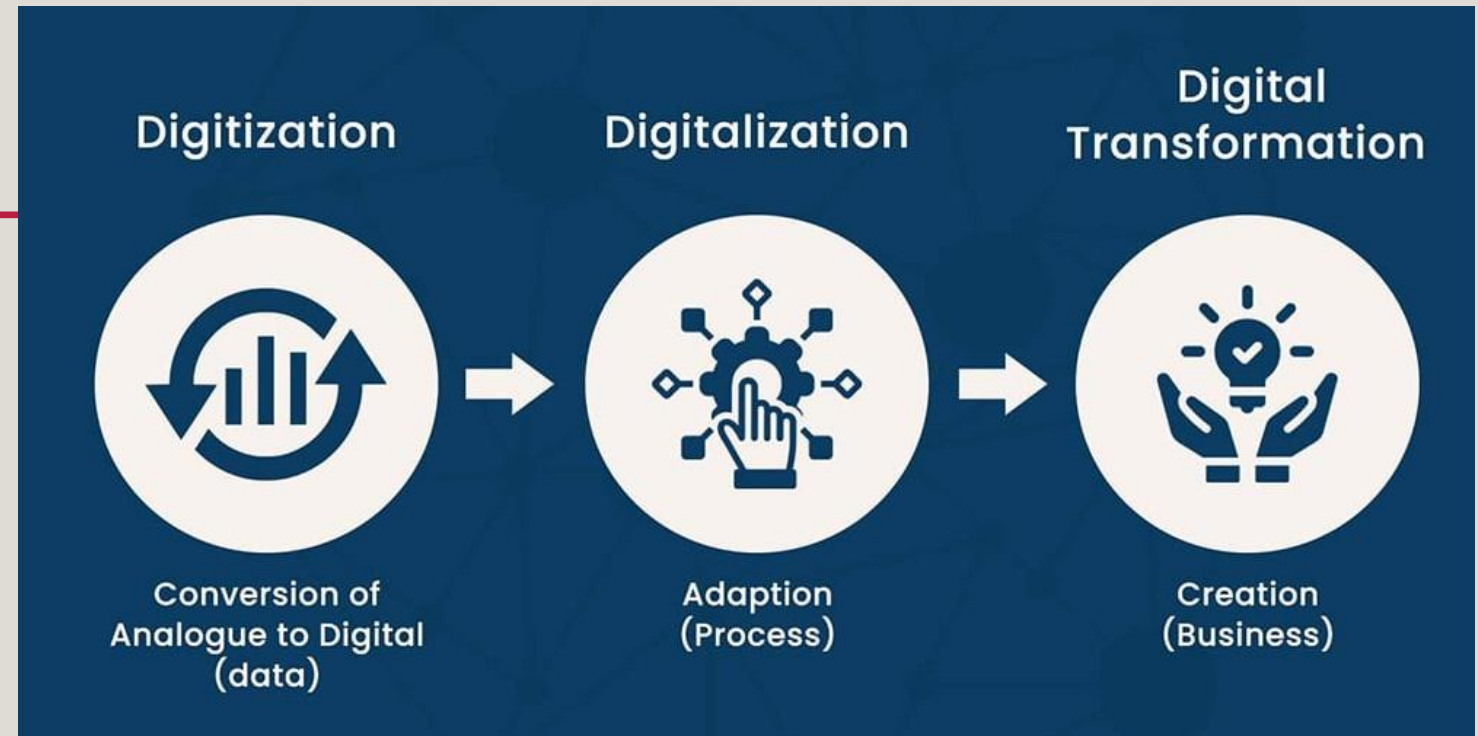 Digitization
Conversion of
Analogue to Digital
(data)
Digitalization
Adaption
(Process)
Digital
Transformation
Creation
(Business)